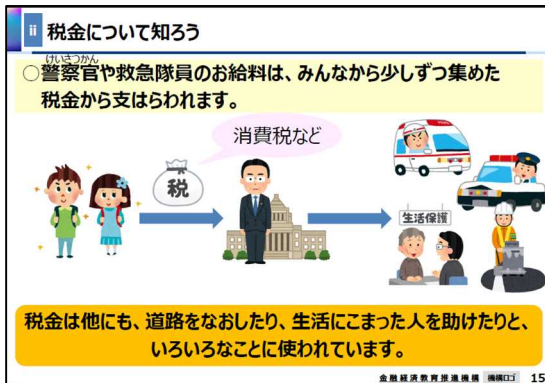 ii 税金について知ろう
けいさつかん
○警察官や救急隊員のお給料は、みんなから少しずつ集めた
税金から支はらわれます。
消費税など
税
生活保護
税金は他にも、道路をなおしたり、生活にこまった人を助けたりと、
いろいろなことに使われています。
金融経済教育推進機構 機構ロゴ 15